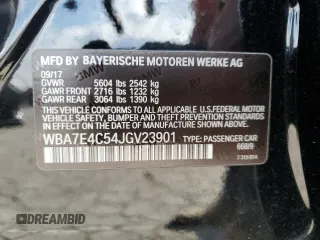 MFD BY BAYERISCHE MOTOREN WERKE AG
09/17
GVWR 5604 lbs 2542 kg
GAWR FRONT 2716 lbs 1232 kg
GAWR REAR 3064 lbs 1390 kg
THIS VEHICLE CONFORMS TO ALL APPLICABLE
FEDERAL MOTOR VEHICLE SAFETY, BUMPER,
AND THEFT PREVENTION STANDARDS IN EFFECT
ON THE DATE OF MANUFACTURE SHOWN ABOVE.
WBA7E4C54JGV23901 TYPE: PASSENGER CAR
668/9
DREAMBID